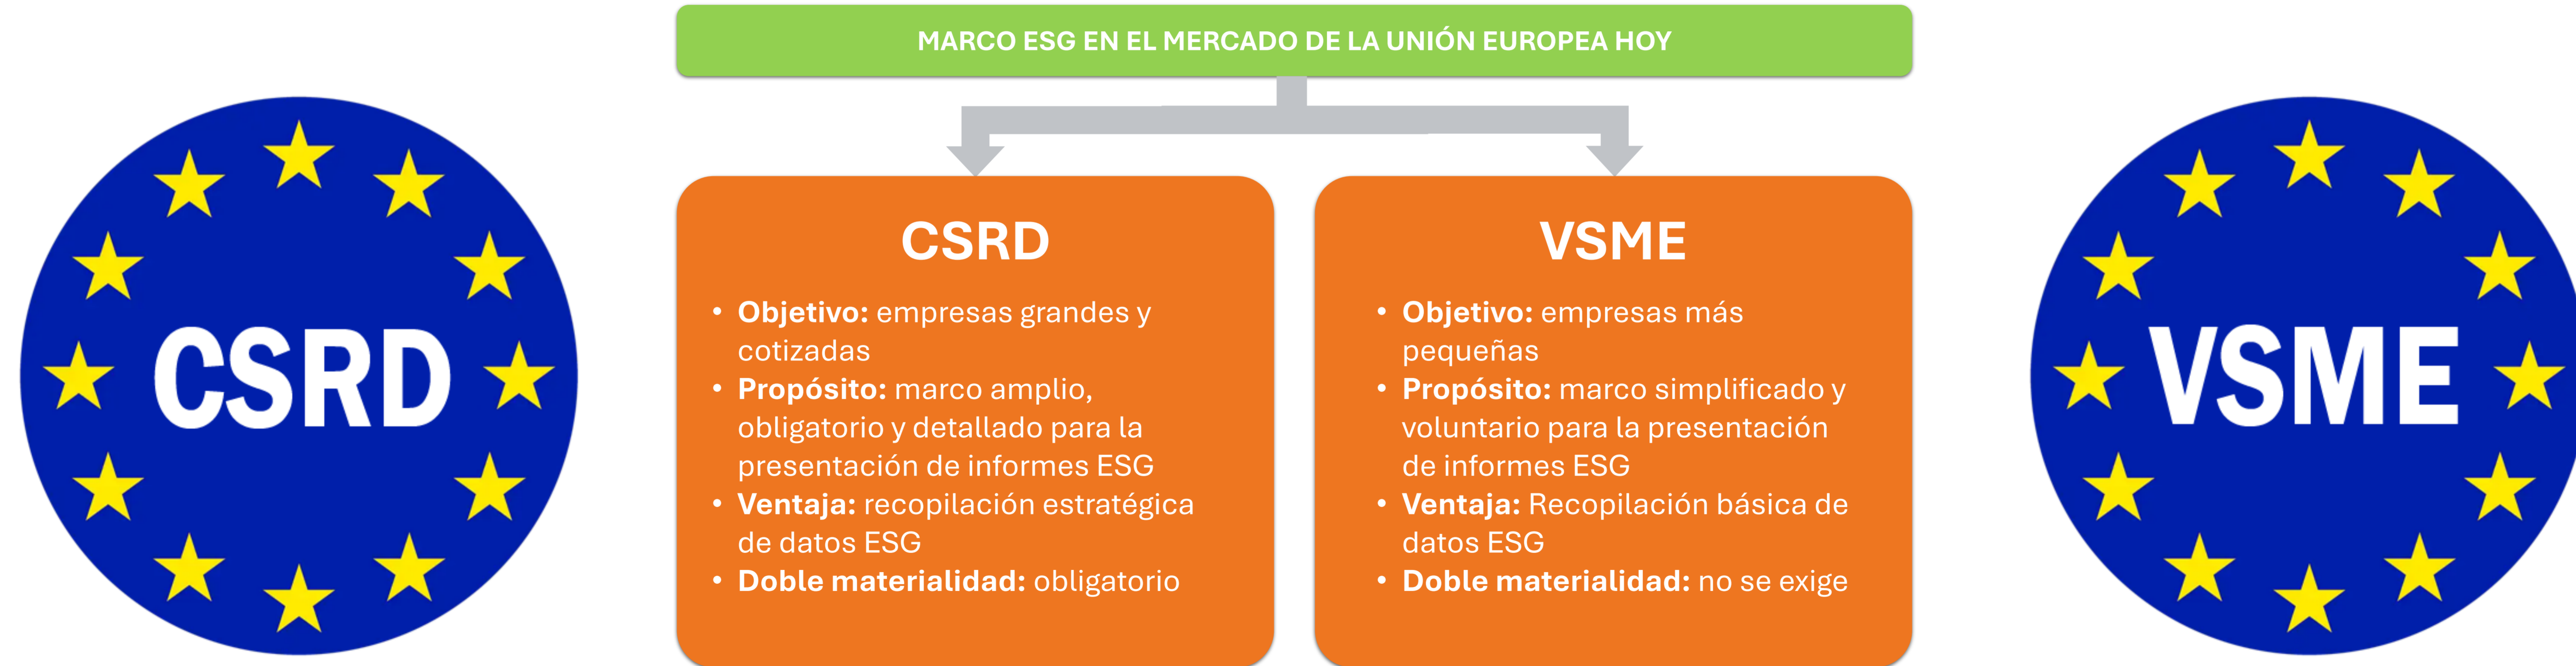 MARCO ESG EN EL MERCADO DE LA UNIÓN EUROPEA HOY
CSRD
CSRD
• Objetivo: empresas grandes y
cotizadas
• Propósito: marco amplio,
obligatorio y detallado para la
presentación de informes ESG
• Ventaja: recopilación estratégica
de datos ESG
• Doble materialidad: obligatorio
VSME
• Objetivo: empresas más
pequeñas
• Propósito: marco simplificado y
voluntario para la presentación
de informes ESG
• Ventaja: Recopilación básica de
datos ESG
• Doble materialidad: no se exige
VSME